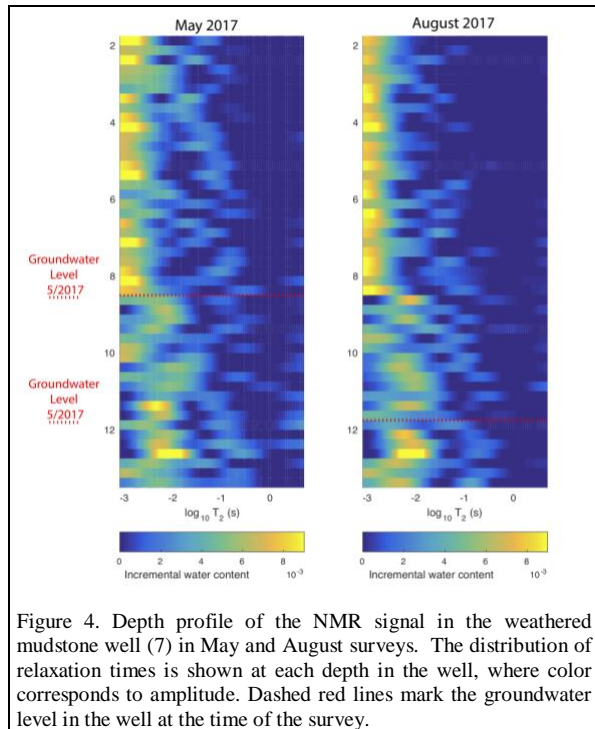 May 2017
August 2017
2
4
6
8
10
12
2
4
6
8
10
12
Groundwater
Level
5/2017
Groundwater
Level
5/2017
-3 -2 -1 0
log10 T2 (s)
-3 -2 -1 0
log10 T2 (s)
0 2 4 6 8
Incremental water content 10-3
0 2 4 6 8
Incremental water content 10-3
Figure 4. Depth profile of the NMR signal in the weathered
mudstone well (7) in May and August surveys. The distribution of
relaxation times is shown at each depth in the well, where color
corresponds to amplitude. Dashed red lines mark the groundwater
level in the well at the time of the survey.